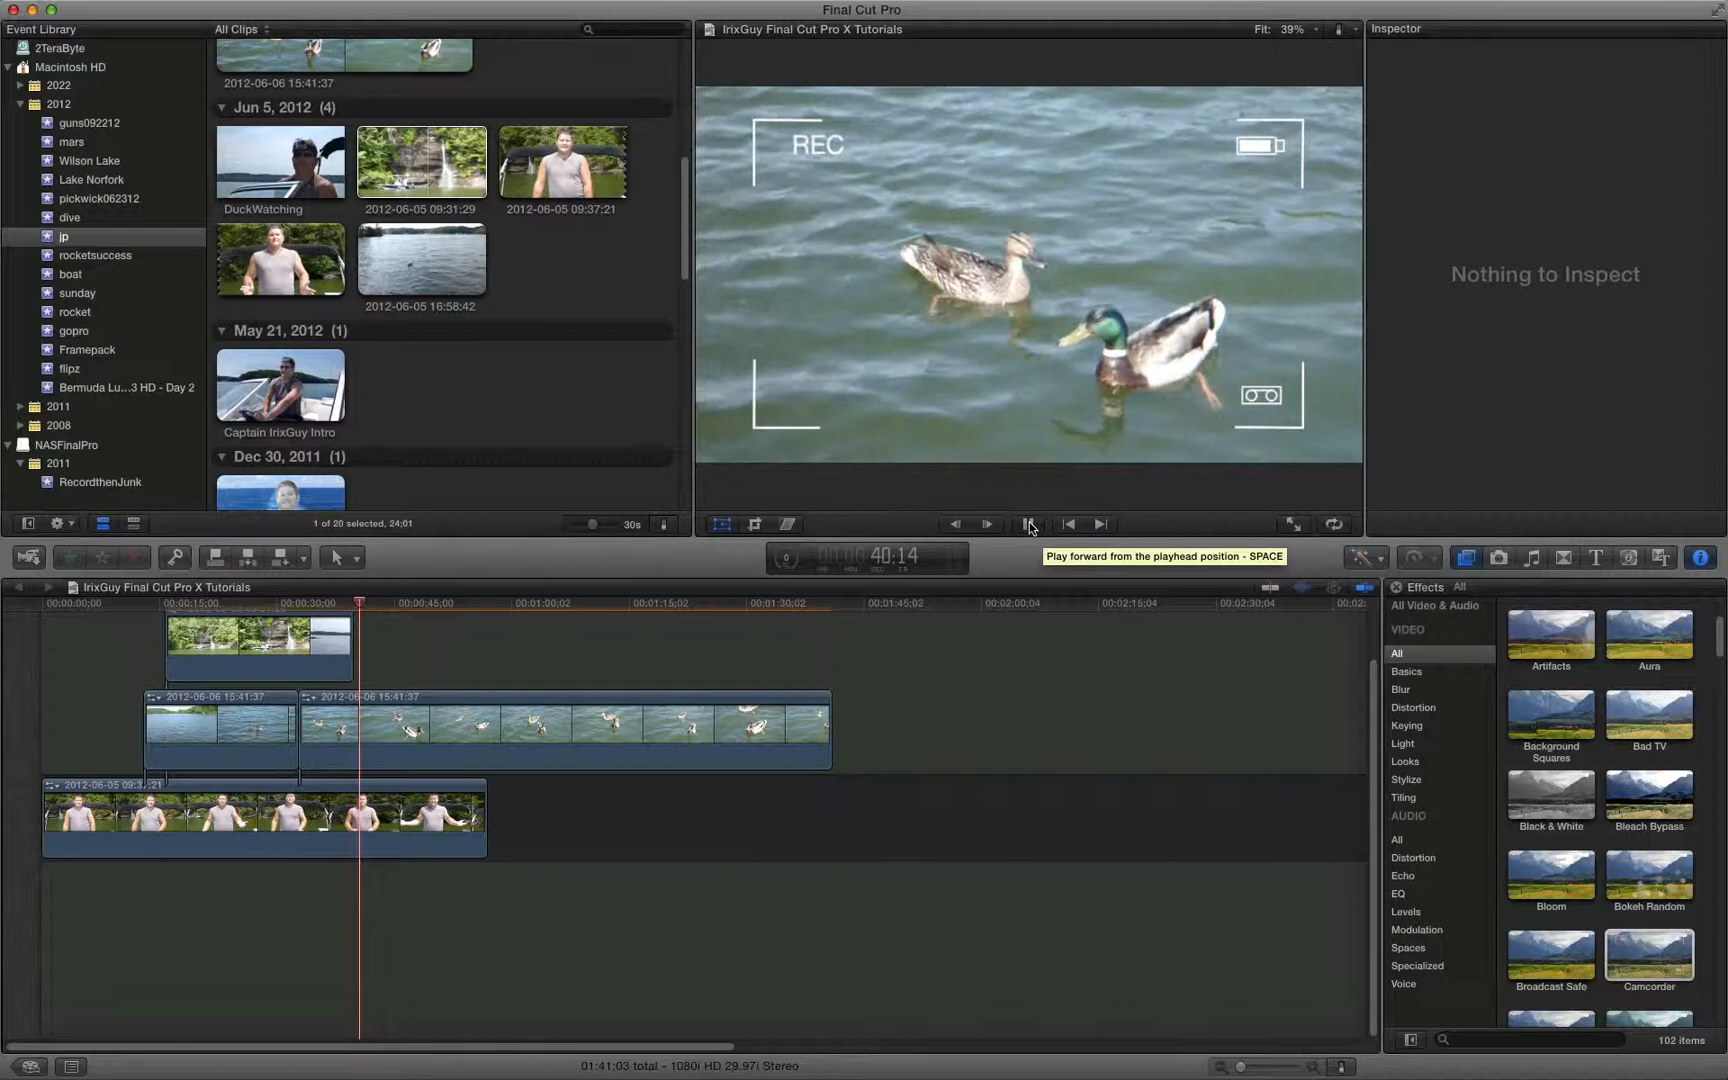 Final Cut Pro
Event Library
All Clips
IrixGuy Final Cut Pro X Tutorials
Fit: 39%
Inspector
2TeraByte
Macintosh HD
2022
2012
guns092212
mars
Wilson Lake
Lake Norfork
pickwick062312
dive
jp
rocketsuccess
boat
sunday
rocket
gopro
Framepack
flipz
Bermuda Lu...3 HD - Day 2
2011
2008
NASFinalPro
2011
RecordthenJunk
2012-06-06 15:41:37
Jun 5, 2012 (4)
DuckWatching
2012-06-05 09:31:29
2012-06-05 09:37:21
2012-06-05 16:58:42
May 21, 2012 (1)
Captain IrixGuy Intro
Dec 30, 2011 (1)
1 of 20 selected, 24;01
30s
REC
Nothing to Inspect
Play forward from the playhead position - SPACE
40:14
IrixGuy Final Cut Pro X Tutorials
00:00:00;00
00:00:15;00
00:00:30;00
00:00:45;00
00:01:00;02
00:01:15;02
00:01:30;02
00:01:45;02
00:02:00;04
00:02:15;04
00:02:30;04
2012-06-06 15:41:37
2012-06-06 15:41:37
Effects All
All Video & Audio
VIDEO
All
Basics
Blur
Distortion
Keying
Light
Looks
Stylize
Tiling
AUDIO
All
Distortion
Echo
EQ
Levels
Modulation
Spaces
Specialized
Voice
Artifacts
Aura
Background Squares
Bad TV
Black & White
Bleach Bypass
Bloom
Bokeh Random
Broadcast Safe
Camcorder
102 items
01:41;03 total - 1080i HD 29.97i Stereo